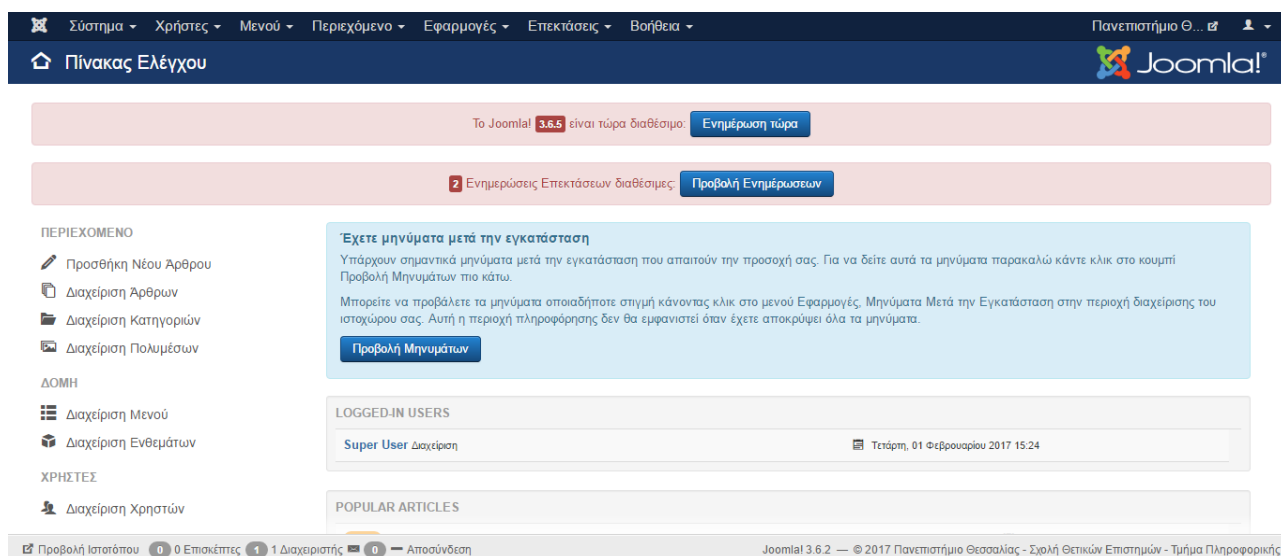 Σύστημα Χρήστες Μενού Περιεχόμενο Εφαρμογές Επεκτάσεις Βοήθεια Πανεπιστήμιο Θ...
Πίνακας Ελέγχου Joomla!®
Το Joomla! 3.6.5 είναι τώρα διαθέσιμο: Ενημέρωση τώρα
2 Ενημερώσεις Επεκτάσεων διαθέσιμες: Προβολή Ενημέρωσεων
ΠΕΡΙΕΧΟΜΕΝΟ
Προσθήκη Νέου Άρθρου
Διαχείριση Άρθρων
Διαχείριση Κατηγοριών
Διαχείριση Πολυμέσων
ΔΟΜΗ
Διαχείριση Μενού
Διαχείριση Ενθεμάτων
ΧΡΗΣΤΕΣ
Διαχείριση Χρηστών
Έχετε μηνύματα μετά την εγκατάσταση
Υπάρχουν σημαντικά μηνύματα μετά την εγκατάσταση που απαιτούν την προσοχή σας. Για να δείτε αυτά τα μηνύματα παρακαλώ κάντε κλικ στο κουμπί
Προβολή Μηνυμάτων πιο κάτω.
Μπορείτε να προβάλετε τα μηνύματα οποιαδήποτε στιγμή κάνοντας κλικ στο μενού Εφαρμογές, Μηνύματα Μετά την Εγκατάσταση στην περιοχή διαχείρισης του
ιστοχώρου σας. Αυτή η περιοχή πληροφόρησης δεν θα εμφανιστεί όταν έχετε αποκρύψει όλα τα μηνύματα.
Προβολή Μηνυμάτων
LOGGED-IN USERS
Super User Διαχείριση Τετάρτη, 01 Φεβρουαρίου 2017 15:24
POPULAR ARTICLES
Προβολή Ιστοτόπου 0 0 Επισκέπτες 1 1 Διαχειριστής 0 Αποσύνδεση Joomla! 3.6.2 — © 2017 Πανεπιστήμιο Θεσσαλίας - Σχολή Θετικών Επιστημών - Τμήμα Πληροφορικής